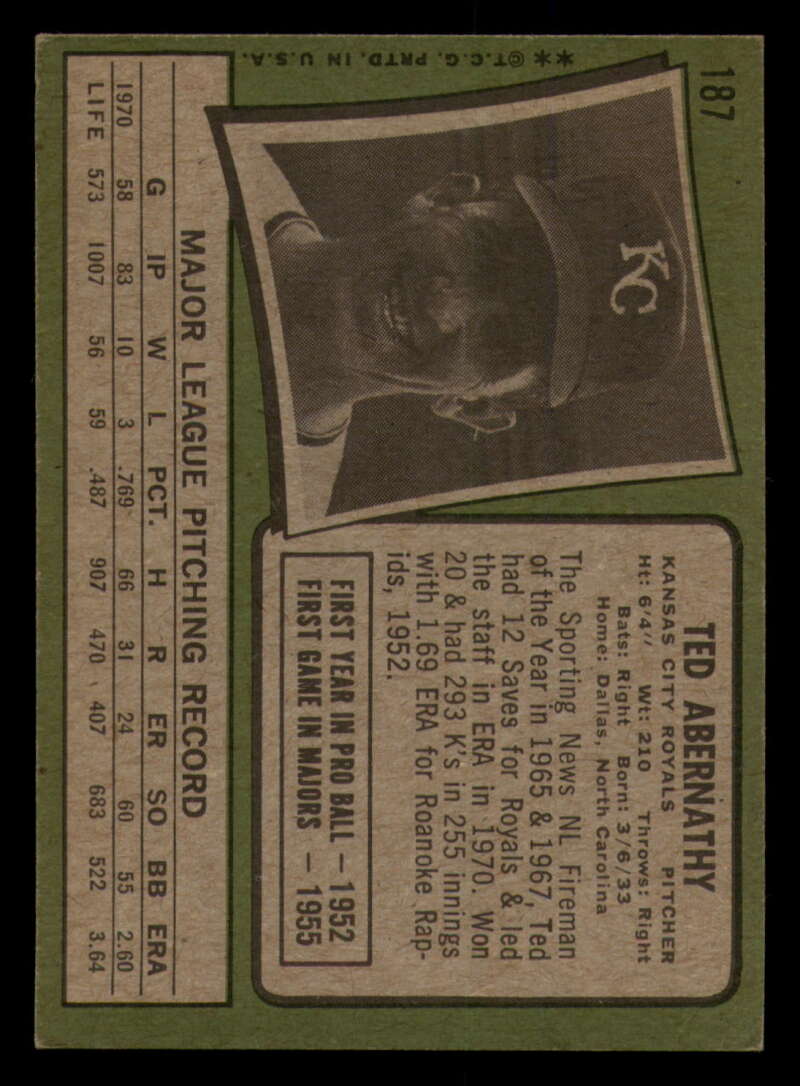 187
** © T.C.G. PRTD. IN U.S.A.
KC
TED ABERNATHY
KANSAS CITY ROYALS PITCHER
Ht: 6'4" Wt: 210 Throws: Right
Bats: Right Born: 3/6/33
Home: Dallas, North Carolina
The Sporting News NL Fireman
of the Year in 1965 & 1967, Ted
had 12 Saves for Royals & led
the staff in ERA in 1970. Won
20 & had 293 K's in 255 innings
with 1.69 ERA for Roanoke Rap-
ids, 1952.
FIRST YEAR IN PRO BALL — 1952
FIRST GAME IN MAJORS — 1955
MAJOR LEAGUE PITCHING RECORD
G IP W L PCT. H R ER SO BB ERA
1970 58 83 10 3 .769 66 31 24 60 55 2.60
LIFE 573 1007 56 59 .487 907 470 407 683 522 3.64